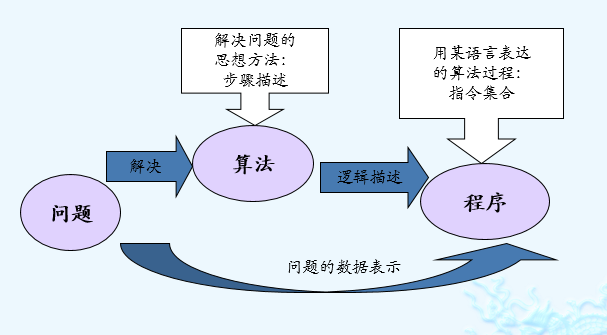 解决问题的
思想方法：
步骤描述
用某语言表达
的算法过程：
指令集合
解决
算法
逻辑描述
问题
程序
问题的数据表示